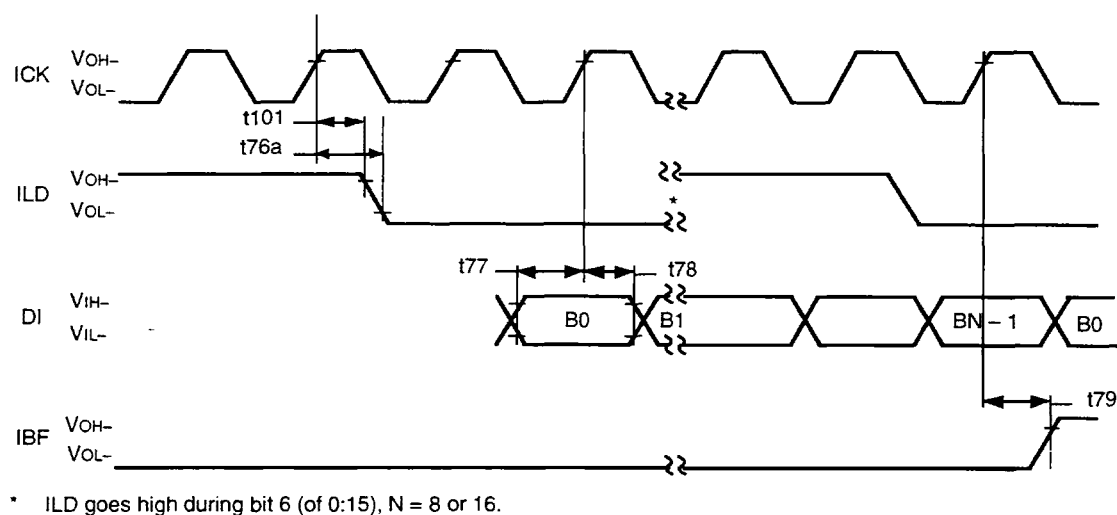 ICK VOH–
VOL–
t101
t76a
ILD VOH–
VOL–
*
t77 t78
DI VIH–
VIL–
B0 B1 BN – 1 B0
t79
IBF VOH–
VOL–
* ILD goes high during bit 6 (of 0:15), N = 8 or 16.